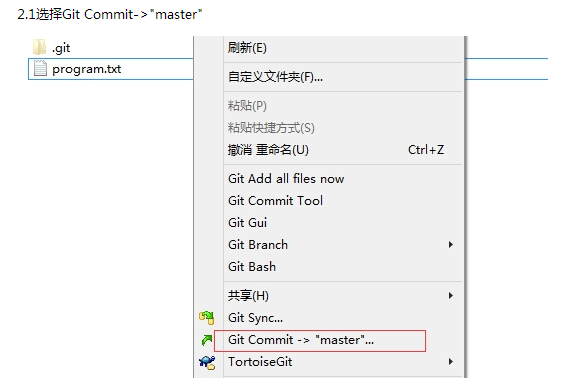 2.1选择Git Commit->"master"
.git
program.txt
刷新(E)
自定义文件夹(F)...
粘贴(P)
粘贴快捷方式(S)
撤消 重命名(U) Ctrl+Z
Git Add all files now
Git Commit Tool
Git Gui
Git Branch
Git Bash
共享(H)
Git Sync...
Git Commit -> "master"...
TortoiseGit